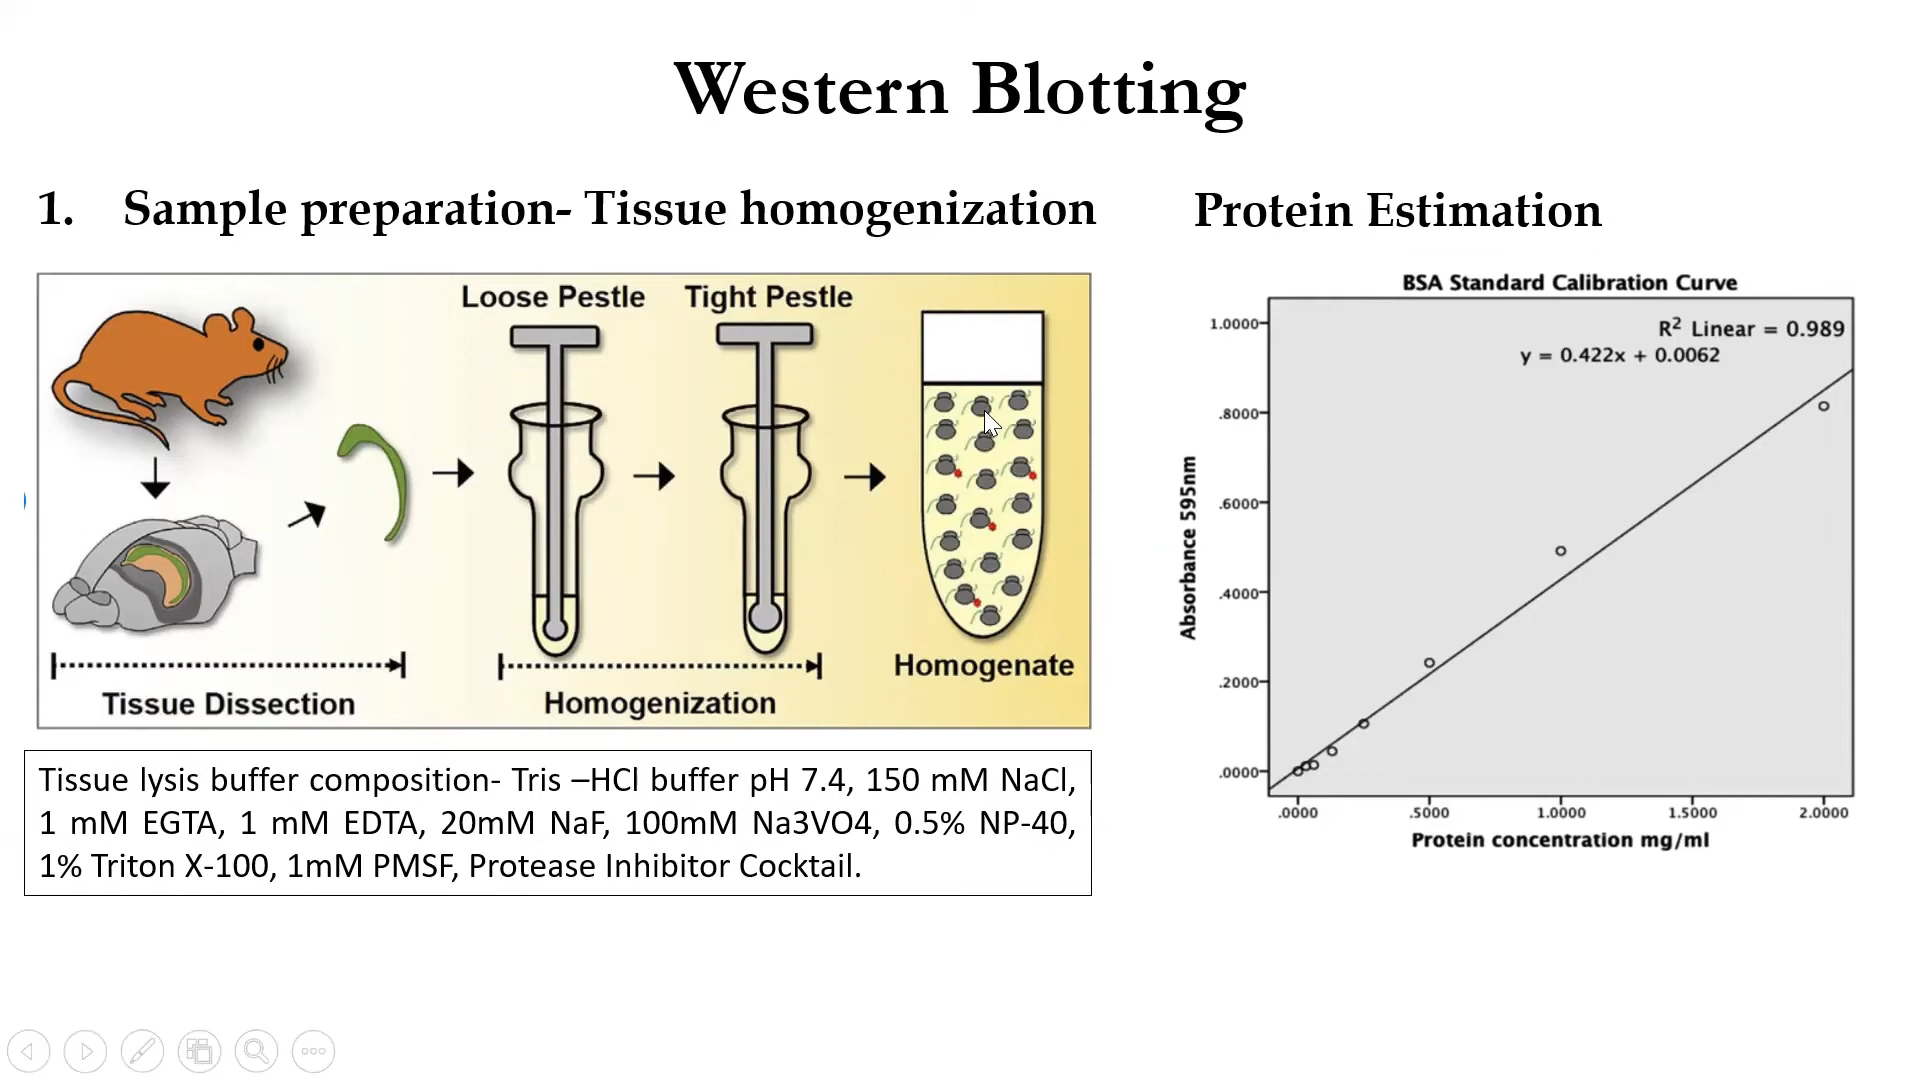 Western Blotting
1. Sample preparation- Tissue homogenization
Protein Estimation
Loose Pestle
Tight Pestle
Homogenate
Tissue Dissection
Homogenization
Tissue lysis buffer composition- Tris –HCl buffer pH 7.4, 150 mM NaCl,
1 mM EGTA, 1 mM EDTA, 20mM NaF, 100mM Na3VO4, 0.5% NP-40,
1% Triton X-100, 1mM PMSF, Protease Inhibitor Cocktail.
BSA Standard Calibration Curve
R² Linear = 0.989
y = 0.422x + 0.0062
Absorbance 595nm
1.0000
.8000
.6000
.4000
.2000
.0000
.0000 .5000 1.0000 1.5000 2.0000
Protein concentration mg/ml